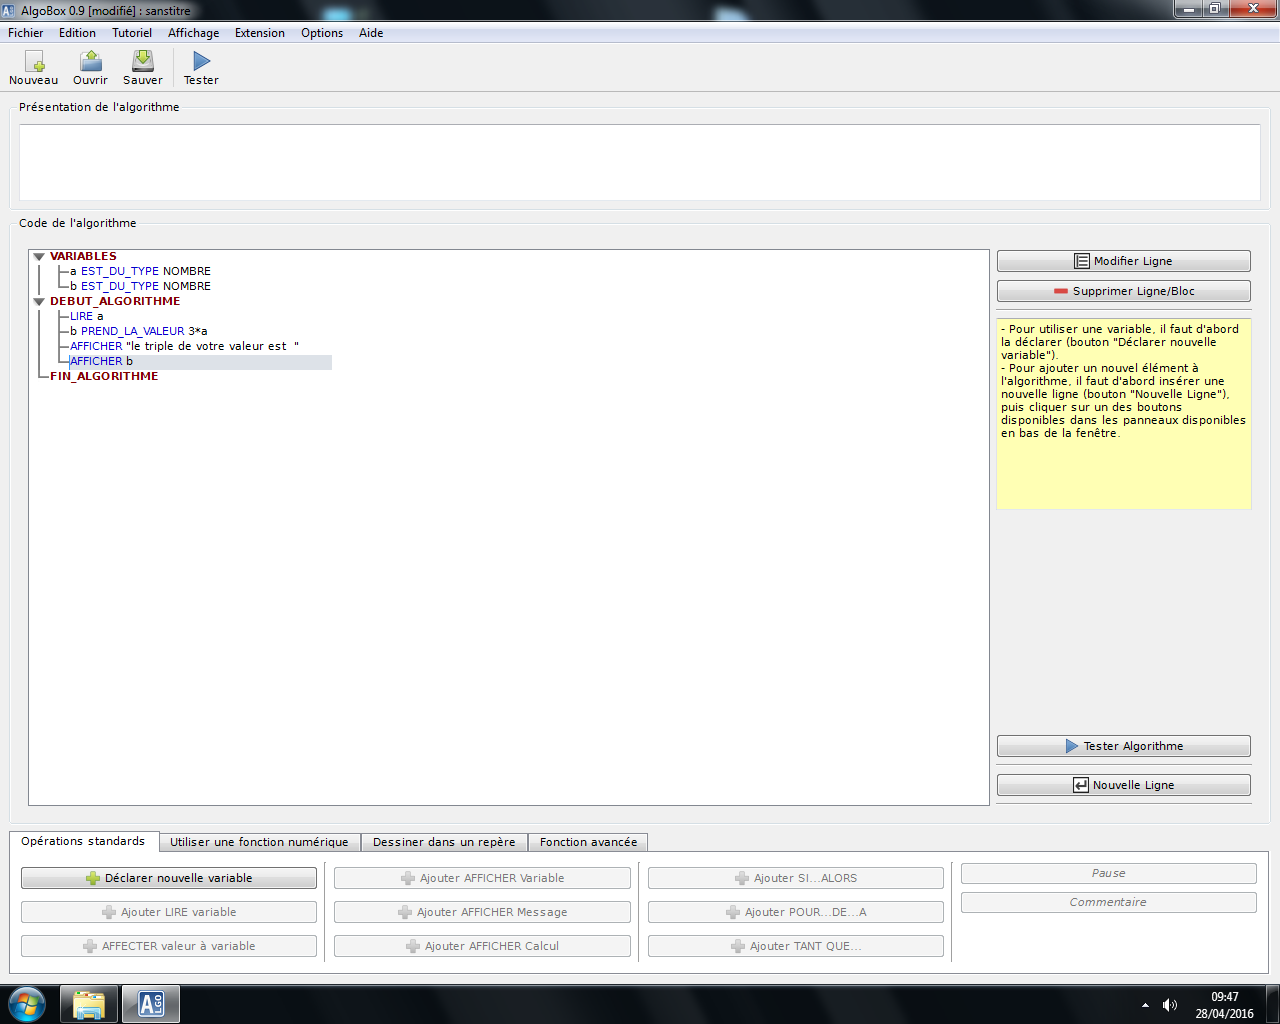 AlgoBox 0.9 [modifié] : sanstitre
Fichier Edition Tutoriel Affichage Extension Options Aide
Nouveau Ouvrir Sauver Tester
Présentation de l'algorithme
Code de l'algorithme
VARIABLES
a EST_DU_TYPE NOMBRE
b EST_DU_TYPE NOMBRE
DEBUT_ALGORITHME
LIRE a
b PREND_LA_VALEUR 3*a
AFFICHER "le triple de votre valeur est  "
AFFICHER b
FIN_ALGORITHME
Modifier Ligne
Supprimer Ligne/Bloc
- Pour utiliser une variable, il faut d'abord
la déclarer (bouton "Déclarer nouvelle
variable").
- Pour ajouter un nouvel élément à
l'algorithme, il faut d'abord insérer une
nouvelle ligne (bouton "Nouvelle Ligne"),
puis cliquer sur un des boutons
disponibles dans les panneaux disponibles
en bas de la fenêtre.
Tester Algorithme
Nouvelle Ligne
Opérations standards Utiliser une fonction numérique Dessiner dans un repère Fonction avancée
Déclarer nouvelle variable Ajouter AFFICHER Variable Ajouter SI...ALORS Pause
Ajouter LIRE variable Ajouter AFFICHER Message Ajouter POUR...DE...A Commentaire
AFFECTER valeur à variable Ajouter AFFICHER Calcul Ajouter TANT QUE...
09:47
28/04/2016